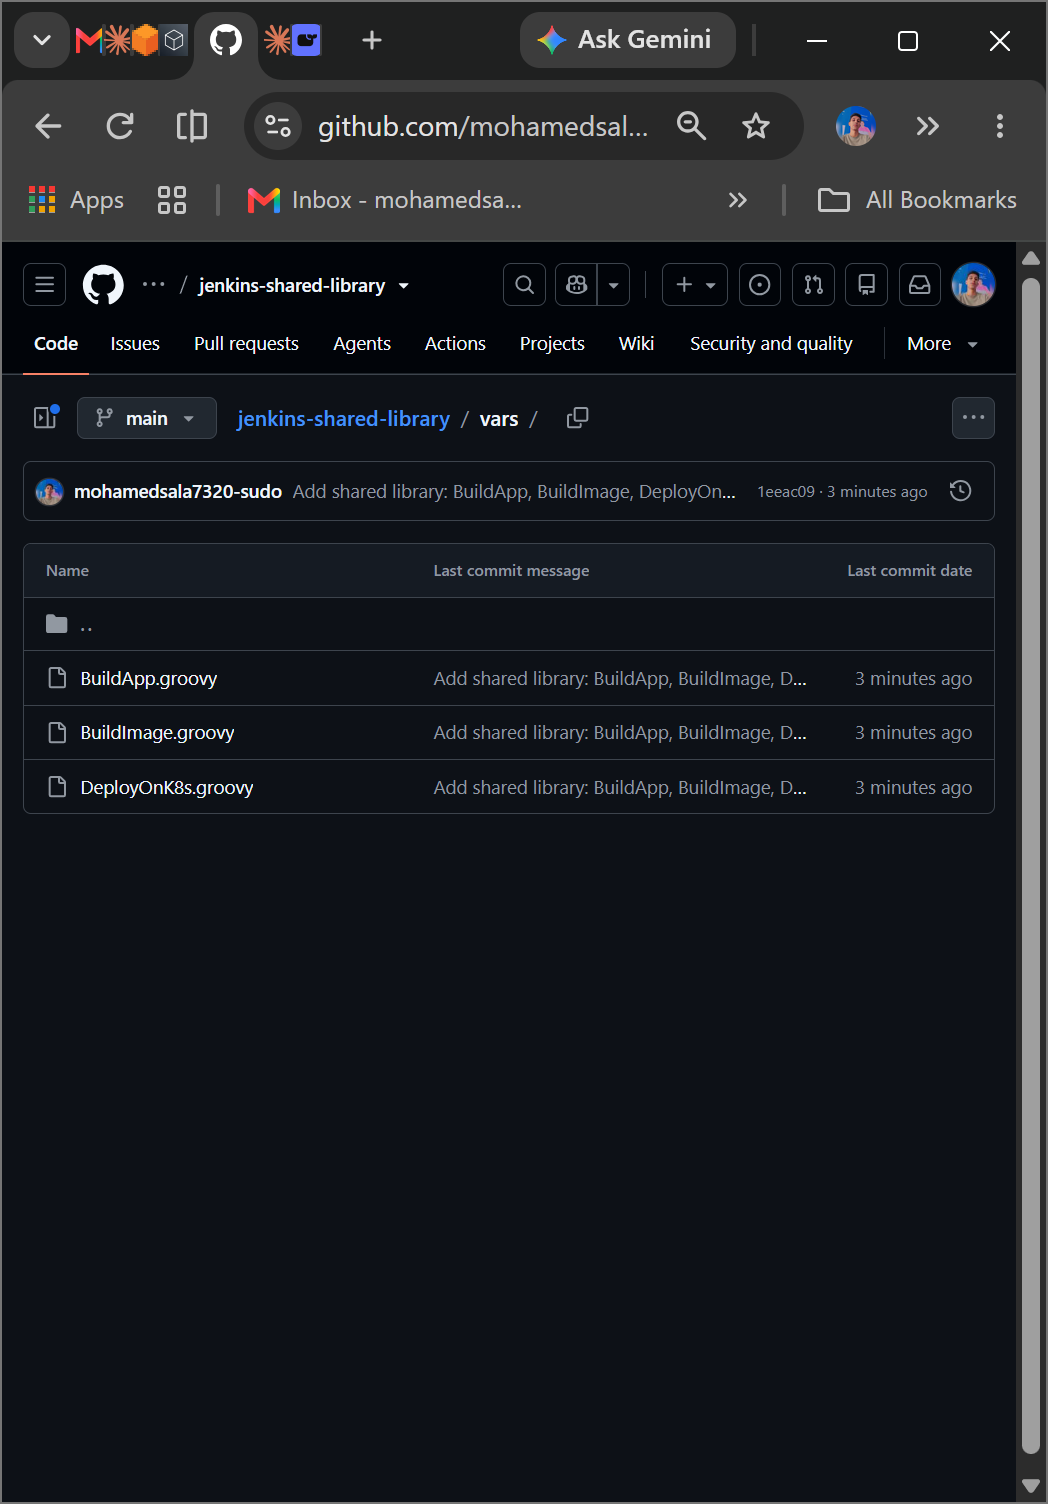 Ask Gemini
github.com/mohamedsal...
Apps
Inbox - mohamedsa...
All Bookmarks
... / jenkins-shared-library
Code Issues Pull requests Agents Actions Projects Wiki Security and quality More
main jenkins-shared-library / vars /
mohamedsala7320-sudo Add shared library: BuildApp, BuildImage, DeployOn... 1eeac09 · 3 minutes ago
Name Last commit message Last commit date
..
BuildApp.groovy Add shared library: BuildApp, BuildImage, D... 3 minutes ago
BuildImage.groovy Add shared library: BuildApp, BuildImage, D... 3 minutes ago
DeployOnK8s.groovy Add shared library: BuildApp, BuildImage, D... 3 minutes ago